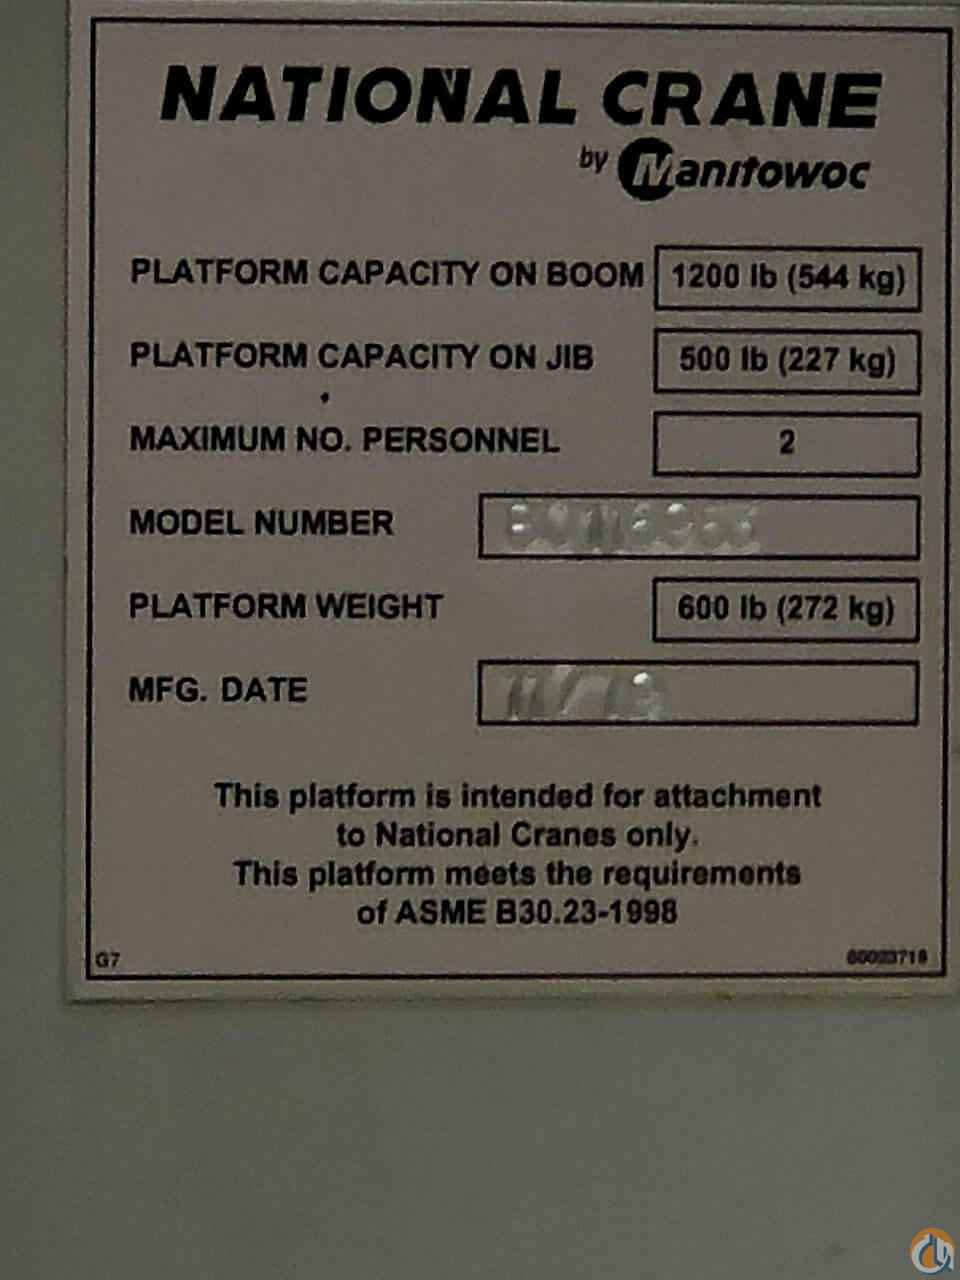 NATIONAL CRANE
by Manitowoc
PLATFORM CAPACITY ON BOOM 1200 lb (544 kg)
PLATFORM CAPACITY ON JIB 500 lb (227 kg)
MAXIMUM NO. PERSONNEL 2
MODEL NUMBER
PLATFORM WEIGHT 600 lb (272 kg)
MFG. DATE
This platform is intended for attachment
to National Cranes only.
This platform meets the requirements
of ASME B30.23-1998
G7